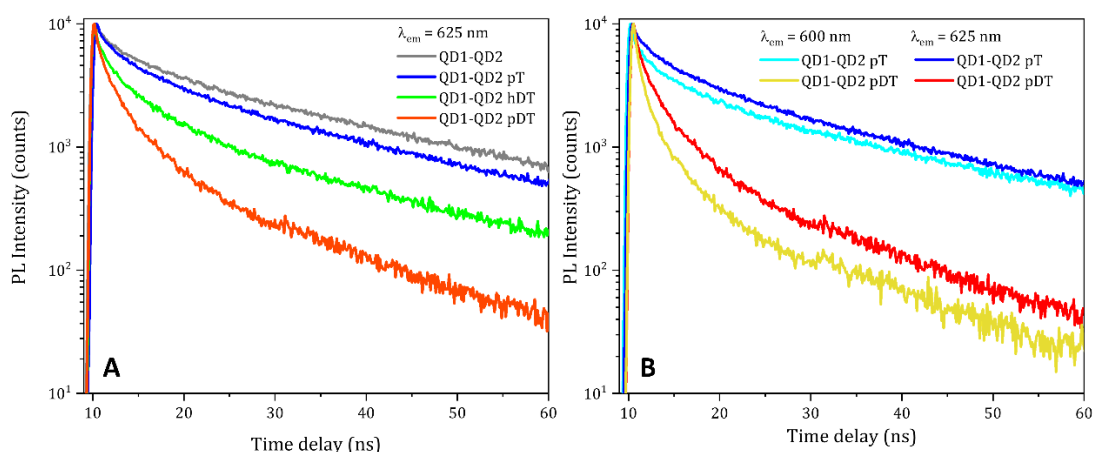 λem = 625 nm
QD1-QD2
QD1-QD2 pT
QD1-QD2 hDT
QD1-QD2 pDT
10⁴
10³
10²
10¹
PL Intensity (counts)
A
10 20 30 40 50 60
Time delay (ns)
λem = 600 nm λem = 625 nm
QD1-QD2 pT QD1-QD2 pT
QD1-QD2 pDT QD1-QD2 pDT
10⁴
10³
10²
10¹
PL Intensity (counts)
B
10 20 30 40 50 60
Time delay (ns)